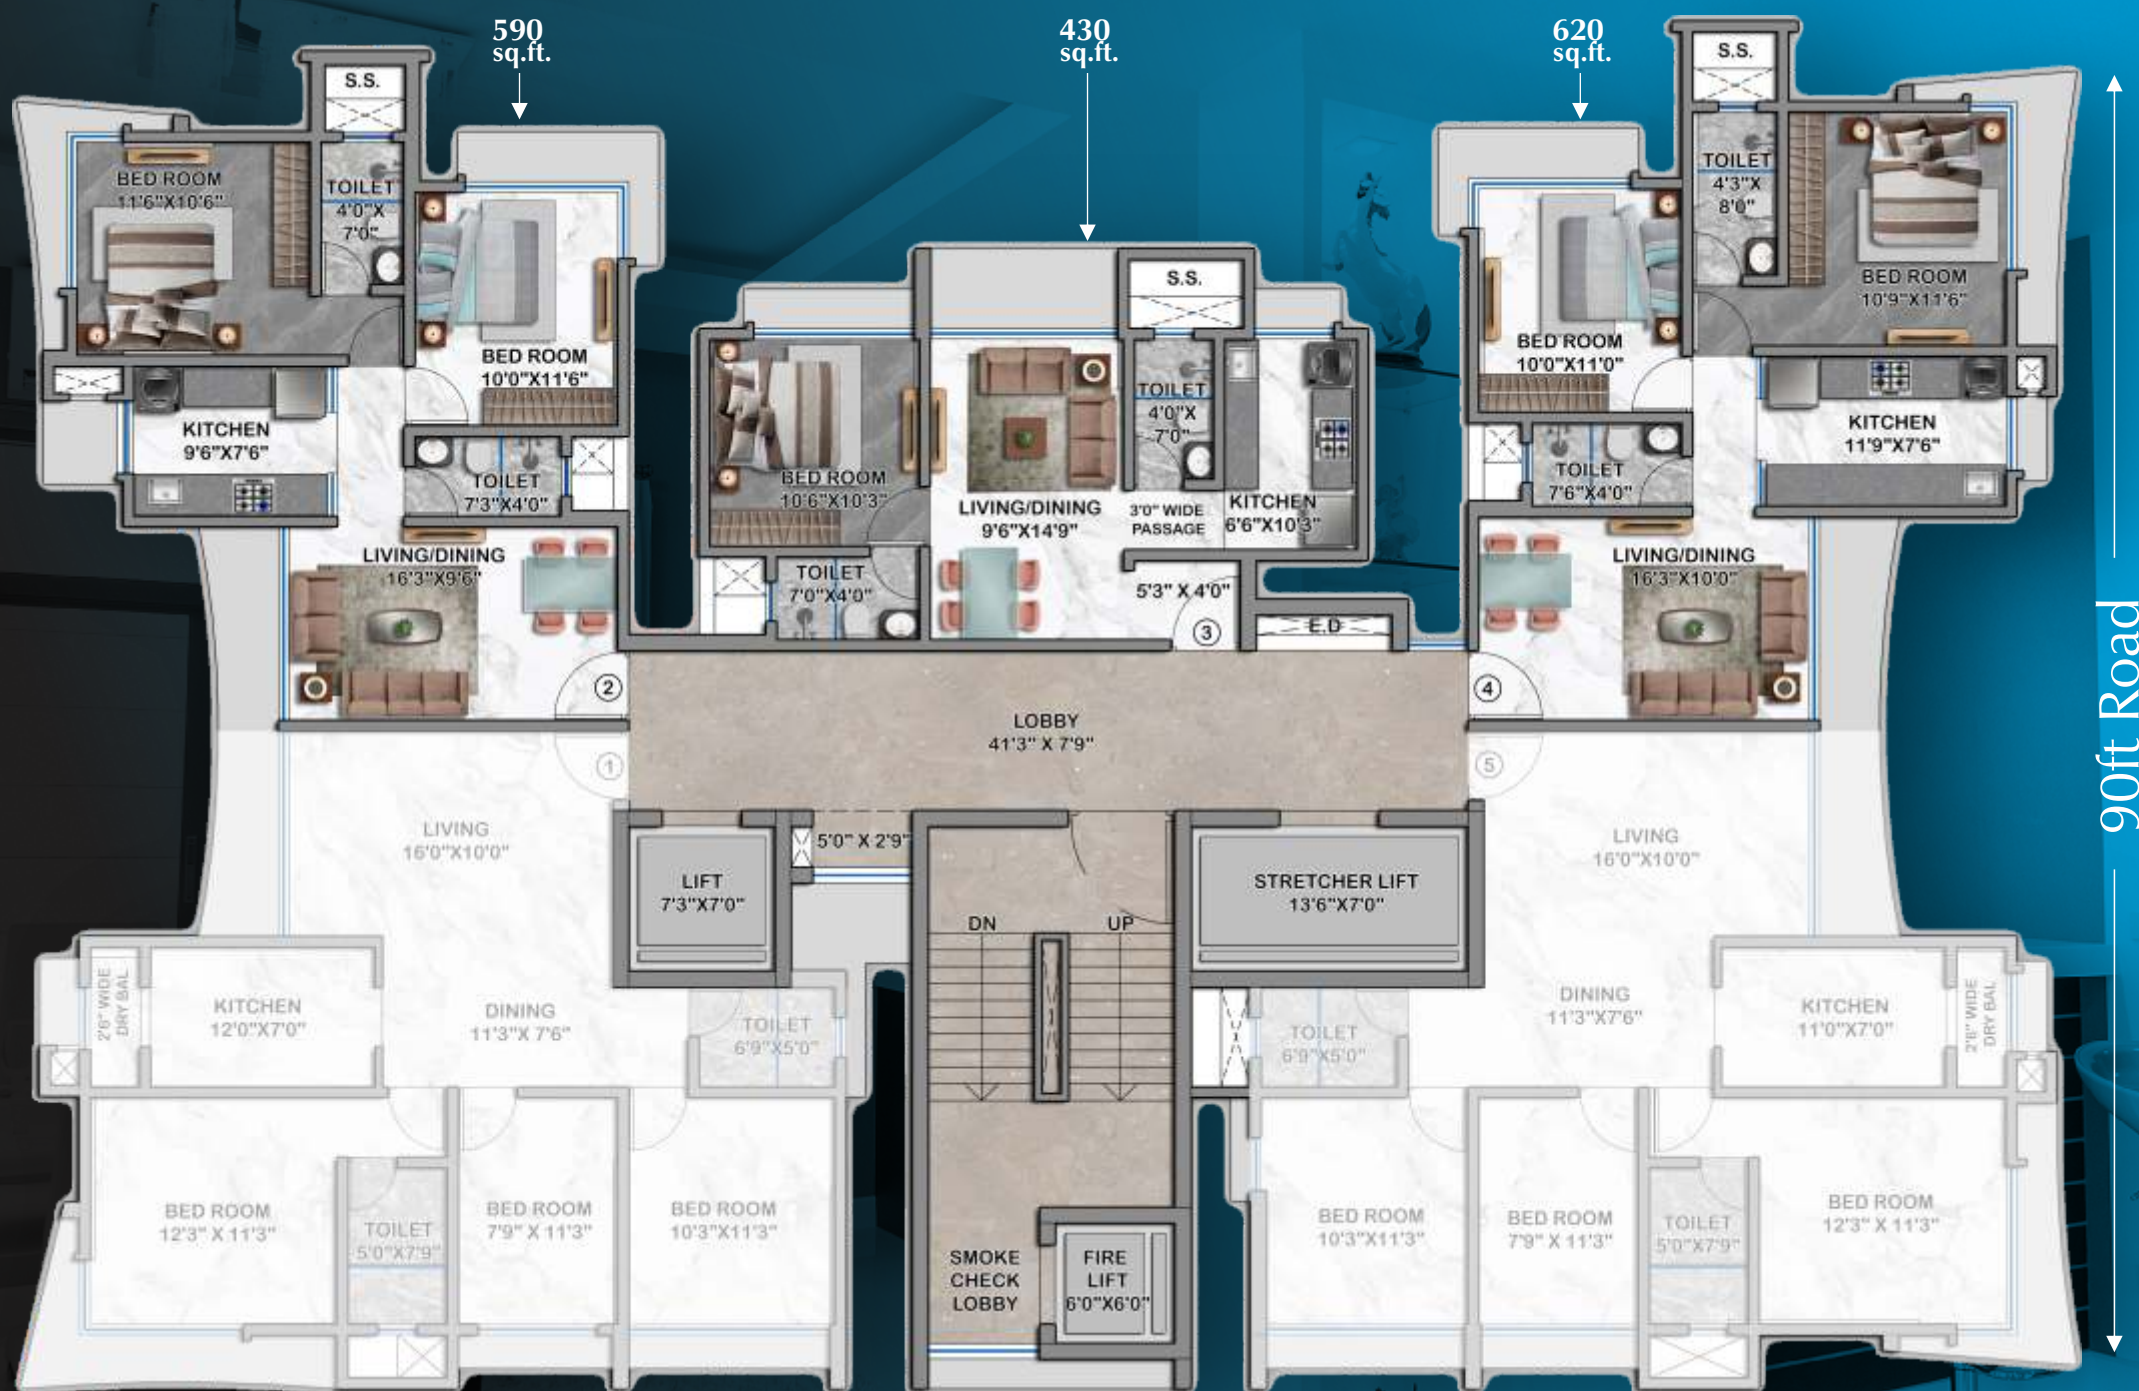 590
sq.ft.
430
sq.ft.
620
sq.ft.
S.S.
BED ROOM
11'6"X10'6"
TOILET
4'0"X
7'0"
BED ROOM
10'0"X11'6"
KITCHEN
9'6"X7'6"
TOILET
7'3"X4'0"
LIVING/DINING
16'3"X9'6"
2
S.S.
BED ROOM
10'6"X10'3"
LIVING/DINING
9'6"X14'9"
TOILET
4'0"X
7'0"
3'0" WIDE
PASSAGE
KITCHEN
6'6"X10'3"
TOILET
7'0"X4'0"
5'3" X 4'0"
3
E.D
S.S.
TOILET
4'3"X
8'0"
BED ROOM
10'9"X11'6"
BED ROOM
10'0"X11'0"
KITCHEN
11'9"X7'6"
TOILET
7'6"X4'0"
LIVING/DINING
16'3"X10'0"
4
90ft Road
LOBBY
41'3" X 7'9"
1
5
LIVING
16'0"X10'0"
LIFT
7'3"X7'0"
5'0" X 2'9"
DN
UP
STRETCHER LIFT
13'6"X7'0"
LIVING
16'0"X10'0"
2'6" WIDE
DRY BAL
KITCHEN
12'0"X7'0"
DINING
11'3"X 7'6"
TOILET
6'9"X5'0"
TOILET
6'9"X5'0"
DINING
11'3"X7'6"
KITCHEN
11'0"X7'0"
2'6" WIDE
DRY BAL
BED ROOM
12'3" X 11'3"
TOILET
5'0"X7'9"
BED ROOM
7'9" X 11'3"
BED ROOM
10'3"X11'3"
SMOKE
CHECK
LOBBY
FIRE
LIFT
6'0"X6'0"
BED ROOM
10'3"X11'3"
BED ROOM
7'9" X 11'3"
TOILET
5'0"X7'9"
BED ROOM
12'3" X 11'3"